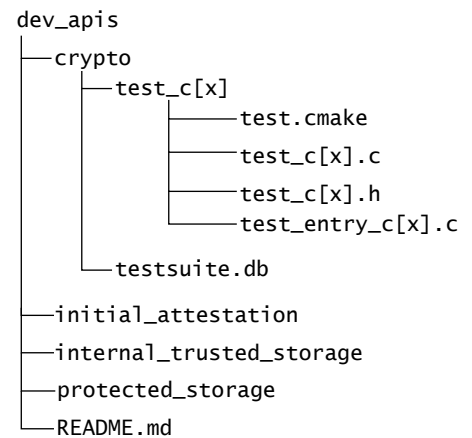 dev_apis
crypto
test_c[x]
test.cmake
test_c[x].c
test_c[x].h
test_entry_c[x].c
testsuite.db
initial_attestation
internal_trusted_storage
protected_storage
README.md